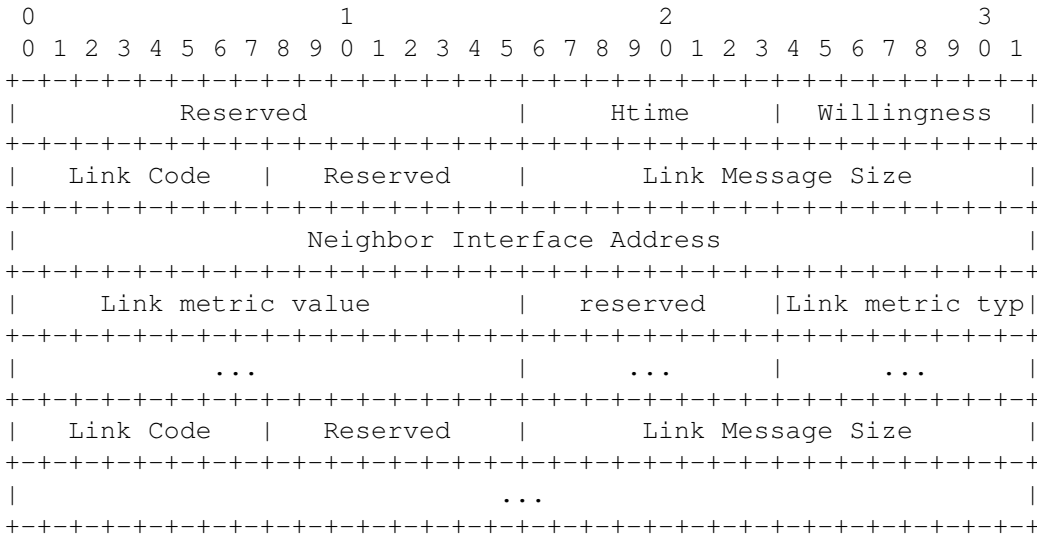 0                   1                   2                   3
 0 1 2 3 4 5 6 7 8 9 0 1 2 3 4 5 6 7 8 9 0 1 2 3 4 5 6 7 8 9 0 1
+-+-+-+-+-+-+-+-+-+-+-+-+-+-+-+-+-+-+-+-+-+-+-+-+-+-+-+-+-+-+-+-+
|          Reserved             |     Htime     |  Willingness  |
+-+-+-+-+-+-+-+-+-+-+-+-+-+-+-+-+-+-+-+-+-+-+-+-+-+-+-+-+-+-+-+-+
|   Link Code   |   Reserved    |       Link Message Size       |
+-+-+-+-+-+-+-+-+-+-+-+-+-+-+-+-+-+-+-+-+-+-+-+-+-+-+-+-+-+-+-+-+
|                  Neighbor Interface Address                   |
+-+-+-+-+-+-+-+-+-+-+-+-+-+-+-+-+-+-+-+-+-+-+-+-+-+-+-+-+-+-+-+-+
|     Link metric value         |   reserved    |Link metric typ|
+-+-+-+-+-+-+-+-+-+-+-+-+-+-+-+-+-+-+-+-+-+-+-+-+-+-+-+-+-+-+-+-+
|            ...                |      ...      |      ...      |
+-+-+-+-+-+-+-+-+-+-+-+-+-+-+-+-+-+-+-+-+-+-+-+-+-+-+-+-+-+-+-+-+
|   Link Code   |   Reserved    |       Link Message Size       |
+-+-+-+-+-+-+-+-+-+-+-+-+-+-+-+-+-+-+-+-+-+-+-+-+-+-+-+-+-+-+-+-+
|                              ...                              |
+-+-+-+-+-+-+-+-+-+-+-+-+-+-+-+-+-+-+-+-+-+-+-+-+-+-+-+-+-+-+-+-+